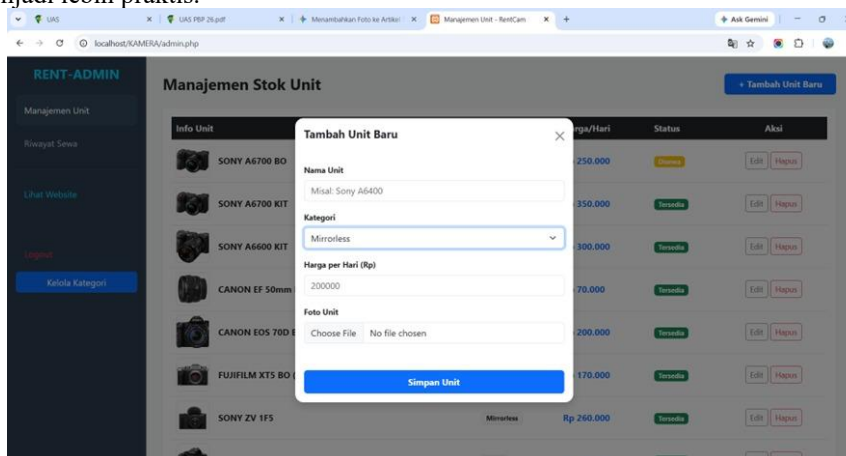 njadi lebih praktis.
UAS
UAS PBP 26.pdf
Menambahkan Foto ke Artikel
Manajemen Unit - RentCam
Ask Gemini
localhost/KAMERA/admin.php
RENT-ADMIN
Manajemen Unit
Riwayat Sewa
Lihat Website
Logout
Kelola Kategori
Manajemen Stok Unit
+ Tambah Unit Baru
Info Unit
rga/Hari
Status
Aksi
SONY A6700 BO
250.000
Disewa
Edit Hapus
SONY A6700 KIT
350.000
Tersedia
Edit Hapus
SONY A6600 KIT
300.000
Tersedia
Edit Hapus
CANON EF 50mm
70.000
Tersedia
Edit Hapus
CANON EOS 70D B
200.000
Tersedia
Edit Hapus
FUJIFILM XT5 BO (
170.000
Tersedia
Edit Hapus
SONY ZV 1F5
Mirrorless
Rp 260.000
Tersedia
Edit Hapus
Tambah Unit Baru
Nama Unit
Misal: Sony A6400
Kategori
Mirrorless
Harga per Hari (Rp)
200000
Foto Unit
Choose File No file chosen
Simpan Unit